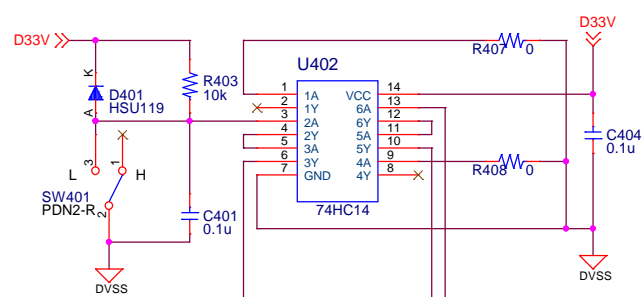 D33V
D33V
R407
0
U402
K
D401
HSU119
A
R403
10k
1
2
3
4
5
6
7
1A
1Y
2A
2Y
3A
3Y
GND
VCC
6A
6Y
5A
5Y
4A
4Y
14
13
12
11
10
9
8
74HC14
C404
0.1u
R408
0
L
3
1
H
SW401
PDN2-R
2
C401
0.1u
DVSS
DVSS